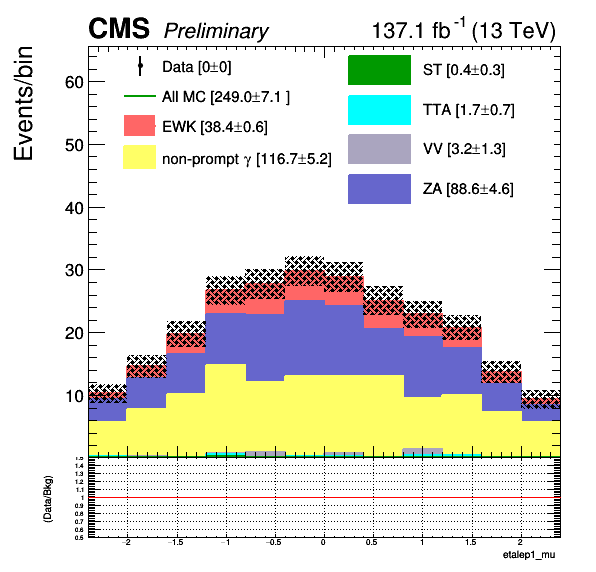 CMS Preliminary 137.1 fb⁻¹ (13 TeV)
Events/bin
60
50
40
30
20
10
Data [0±0]
All MC [249.0±7.1 ]
EWK [38.4±0.6]
non-prompt γ [116.7±5.2]
ST [0.4±0.3]
TTA [1.7±0.7]
VV [3.2±1.3]
ZA [88.6±4.6]
(Data/Bkg)
1.5
1.4
1.3
1.2
1.1
1
0.9
0.8
0.7
0.6
0.5
−2 −1.5 −1 −0.5 0 0.5 1 1.5 2
etalep1_mu